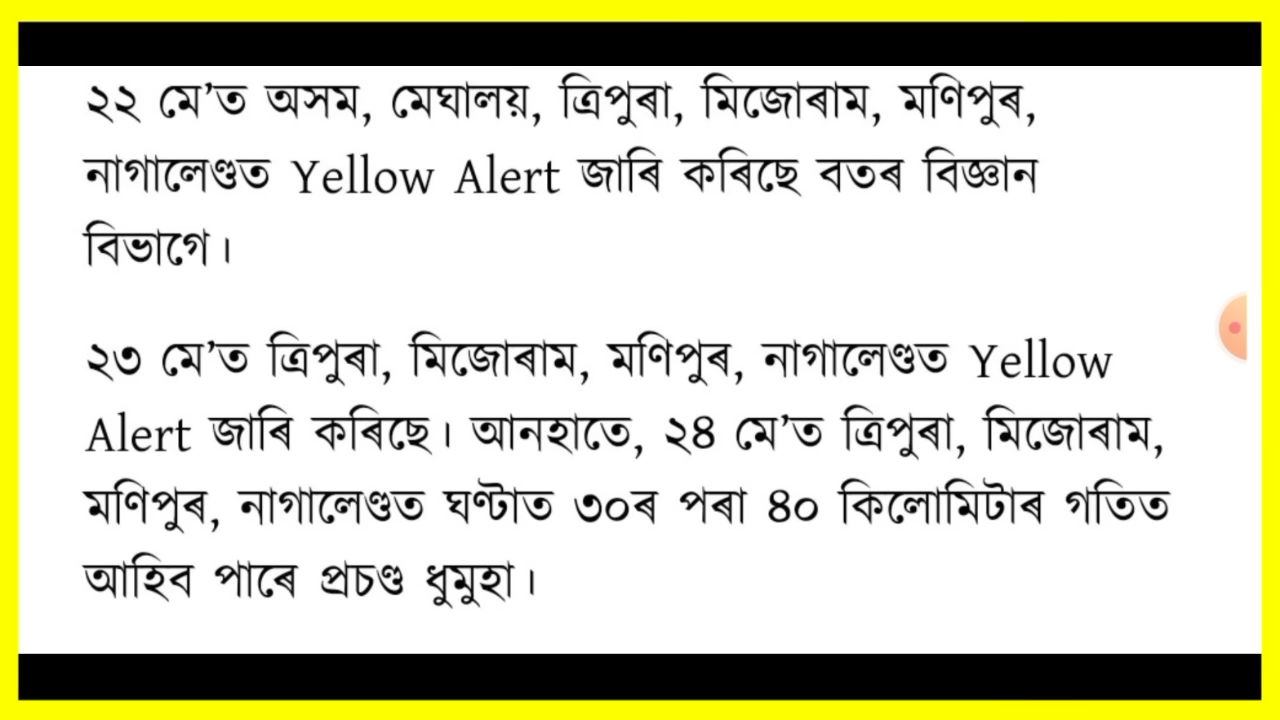 ২২ মে’ত অসম, মেঘালয়, ত্ৰিপুৰা, মিজোৰাম, মণিপুৰ,
নাগালেণ্ডত Yellow Alert জাৰি কৰিছে বতৰ বিজ্ঞান
বিভাগে।
২৩ মে’ত ত্ৰিপুৰা, মিজোৰাম, মণিপুৰ, নাগালেণ্ডত Yellow
Alert জাৰি কৰিছে। আনহাতে, ২৪ মে’ত ত্ৰিপুৰা, মিজোৰাম,
মণিপুৰ, নাগালেণ্ডত ঘণ্টাত ৩০ৰ পৰা ৪০ কিলোমিটাৰ গতিত
আহিব পাৰে প্ৰচণ্ড ধুমুহা।